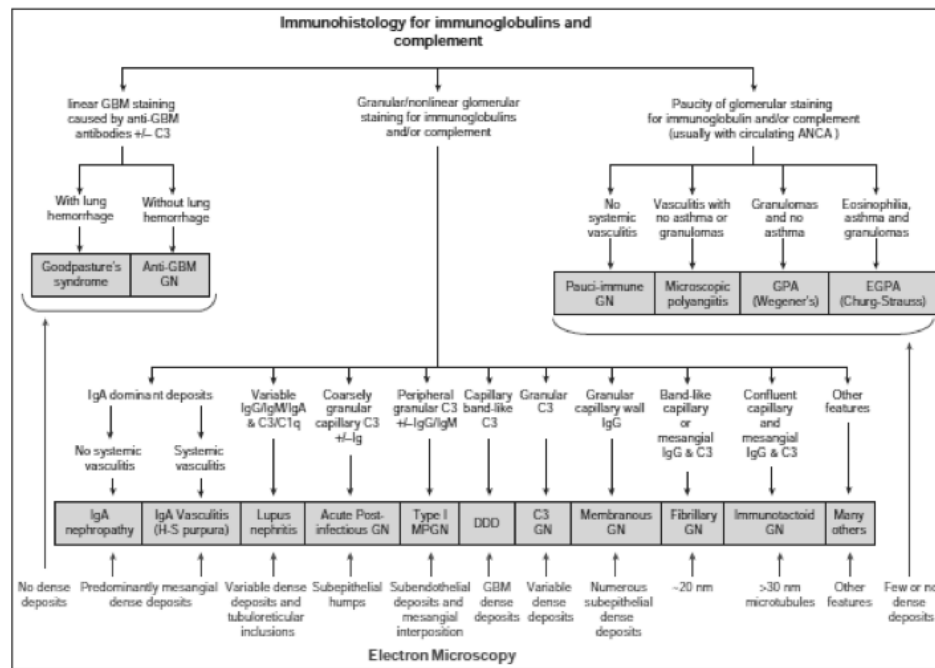 Immunohistology for immunoglobulins and
complement
linear GBM staining
caused by anti-GBM
antibodies +/– C3
Granular/nonlinear glomerular
staining for immunoglobulins
and/or complement
Paucity of glomerular staining
for immunoglobulin and/or complement
(usually with circulating ANCA )
With lung
hemorrhage
Without lung
hemorrhage
No
systemic
vasculitis
Vasculitis with
no asthma or
granulomas
Granulomas
and no
asthma
Eosinophilia,
asthma and
granulomas
Goodpasture's
syndrome
Anti-GBM
GN
Pauci-immune
GN
Microscopic
polyangiitis
GPA
(Wegener's)
EGPA
(Churg-Strauss)
IgA dominant deposits
Variable
IgG/IgM/IgA
& C3/C1q
Coarsely
granular
capillary C3
+/–Ig
Peripheral
granular C3
+/–IgG/IgM
Capillary
band-like
C3
Granular
C3
Granular
capillary wall
IgG
Band-like
capillary
or
mesangial
IgG & C3
Confluent
capillary
and
mesangial
IgG & C3
Other
features
No systemic
vasculitis
Systemic
vasculitis
IgA
nephropathy
IgA Vasculitis
(H-S purpura)
Lupus
nephritis
Acute Post-
infectious GN
Type I
MPGN
DDD
C3
GN
Membranous
GN
Fibrillary
GN
Immunotactoid
GN
Many
others
No dense
deposits
Predominantly mesangial
dense deposits
Variable dense
deposits and
tubuloreticular
inclusions
Subepithelial
humps
Subendothelial
deposits and
mesangial
interposition
GBM
dense
deposits
Variable
dense
deposits
Numerous
subepithelial
dense
deposits
~20 nm
>30 nm
microtubules
Other
features
Few or no
dense
deposits
Electron Microscopy